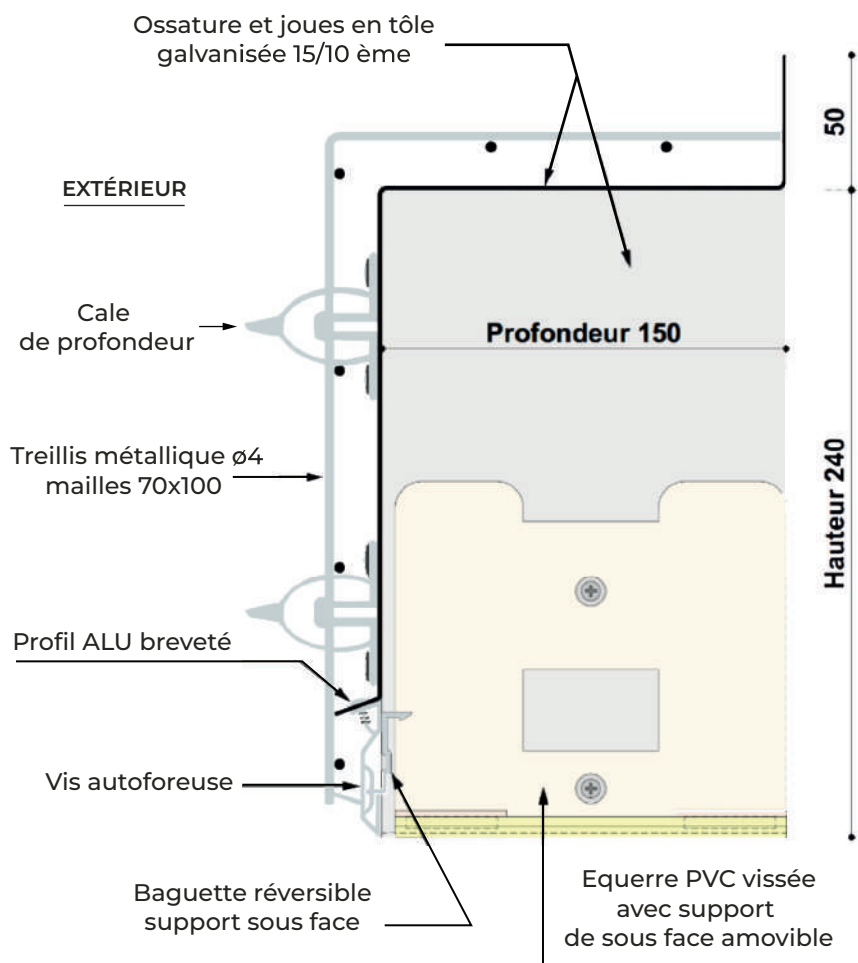 Ossature et joues en tôle
galvanisée 15/10 ème
50
EXTÉRIEUR
Cale
de profondeur
Profondeur 150
Treillis métallique ø4
mailles 70x100
Hauteur 240
Profil ALU breveté
Vis autoforeuse
Baguette réversible
support sous face
Equerre PVC vissée
avec support
de sous face amovible